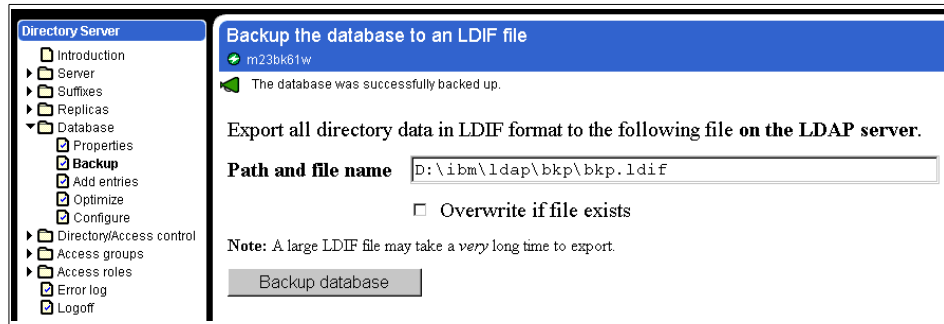 Directory Server
Introduction
Server
Suffixes
Replicas
Database
Properties
Backup
Add entries
Optimize
Configure
Directory/Access control
Access groups
Access roles
Error log
Logoff
Backup the database to an LDIF file
m23bk61w
The database was successfully backed up.
Export all directory data in LDIF format to the following file on the LDAP server.
Path and file name D:\ibm\ldap\bkp\bkp.ldif
Overwrite if file exists
Note: A large LDIF file may take a very long time to export.
Backup database